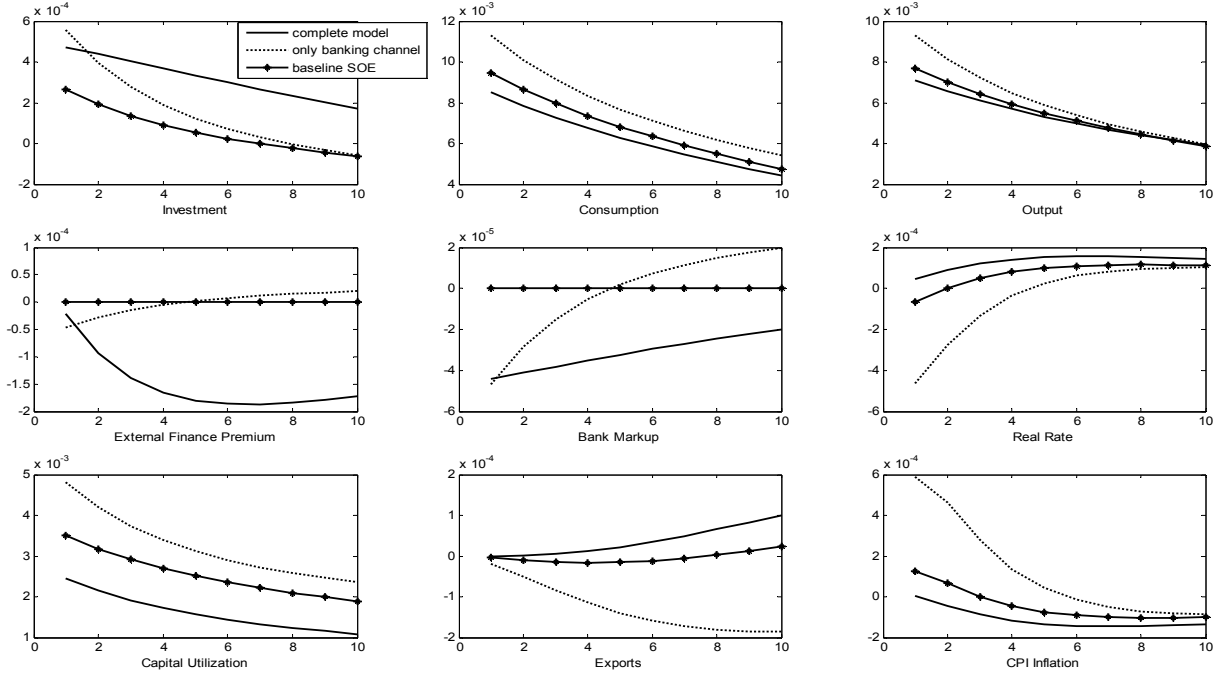 x 10⁻⁴
6
4
2
0
-2
0 2 4 6 8 10
Investment
complete model
only banking channel
baseline SOE
x 10⁻³
12
10
8
6
4
0 2 4 6 8 10
Consumption
x 10⁻³
10
8
6
4
2
0 2 4 6 8 10
Output
x 10⁻⁴
1
0.5
0
-0.5
-1
-1.5
-2
0 2 4 6 8 10
External Finance Premium
x 10⁻⁵
2
0
-2
-4
-6
0 2 4 6 8 10
Bank Markup
x 10⁻⁴
2
0
-2
-4
-6
0 2 4 6 8 10
Real Rate
x 10⁻³
5
4
3
2
1
0 2 4 6 8 10
Capital Utilization
x 10⁻⁴
2
1
0
-1
-2
0 2 4 6 8 10
Exports
x 10⁻⁴
6
4
2
0
-2
0 2 4 6 8 10
CPI Inflation